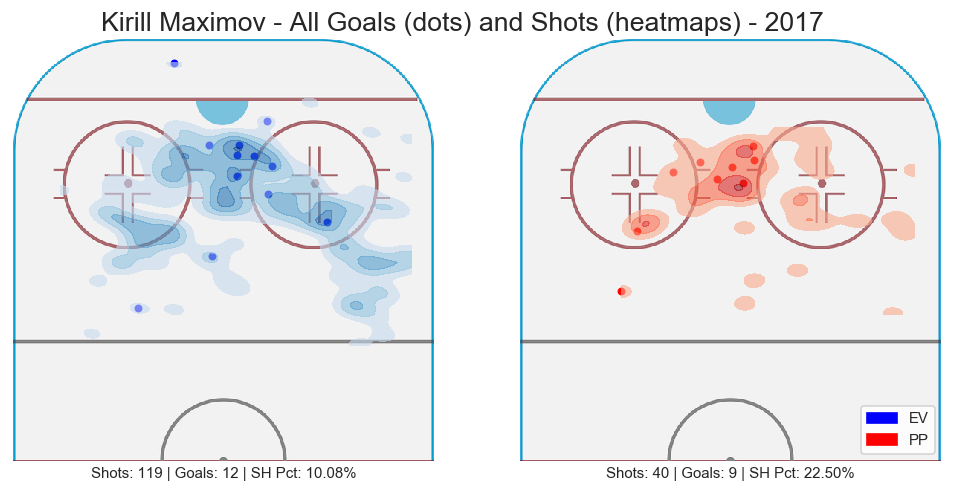 Kirill Maximov - All Goals (dots) and Shots (heatmaps) - 2017
EV
PP
Shots: 119 | Goals: 12 | SH Pct: 10.08%
Shots: 40 | Goals: 9 | SH Pct: 22.50%